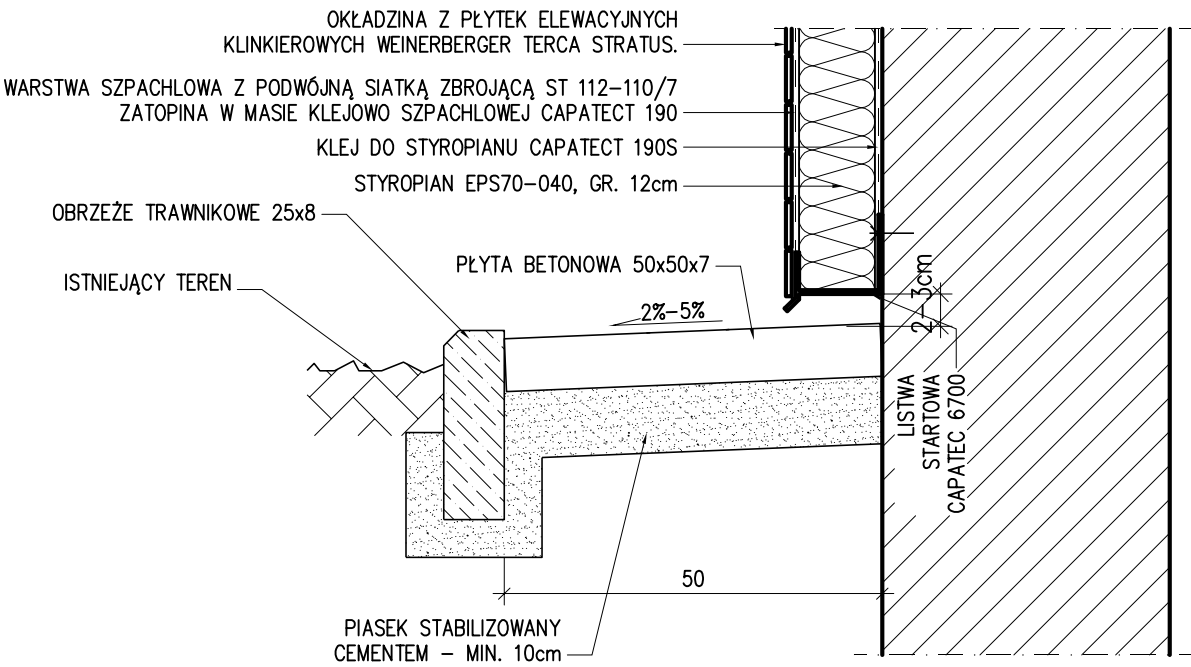 OKŁADZINA Z PŁYTEK ELEWACYJNYCH
KLINKIEROWYCH WEINERBERGER TERCA STRATUS.
WARSTWA SZPACHLOWA Z PODWÓJNĄ SIATKĄ ZBROJĄCĄ ST 112-110/7
ZATOPINA W MASIE KLEJOWO SZPACHLOWEJ CAPATECT 190
KLEJ DO STYROPIANU CAPATECT 190S
STYROPIAN EPS70-040, GR. 12cm
OBRZEŻE TRAWNIKOWE 25x8
ISTNIEJĄCY TEREN
PŁYTA BETONOWA 50x50x7
2%-5%
2-3cm
LISTWA
STARTOWA
CAPATEC 6700
50
PIASEK STABILIZOWANY
CEMENTEM - MIN. 10cm